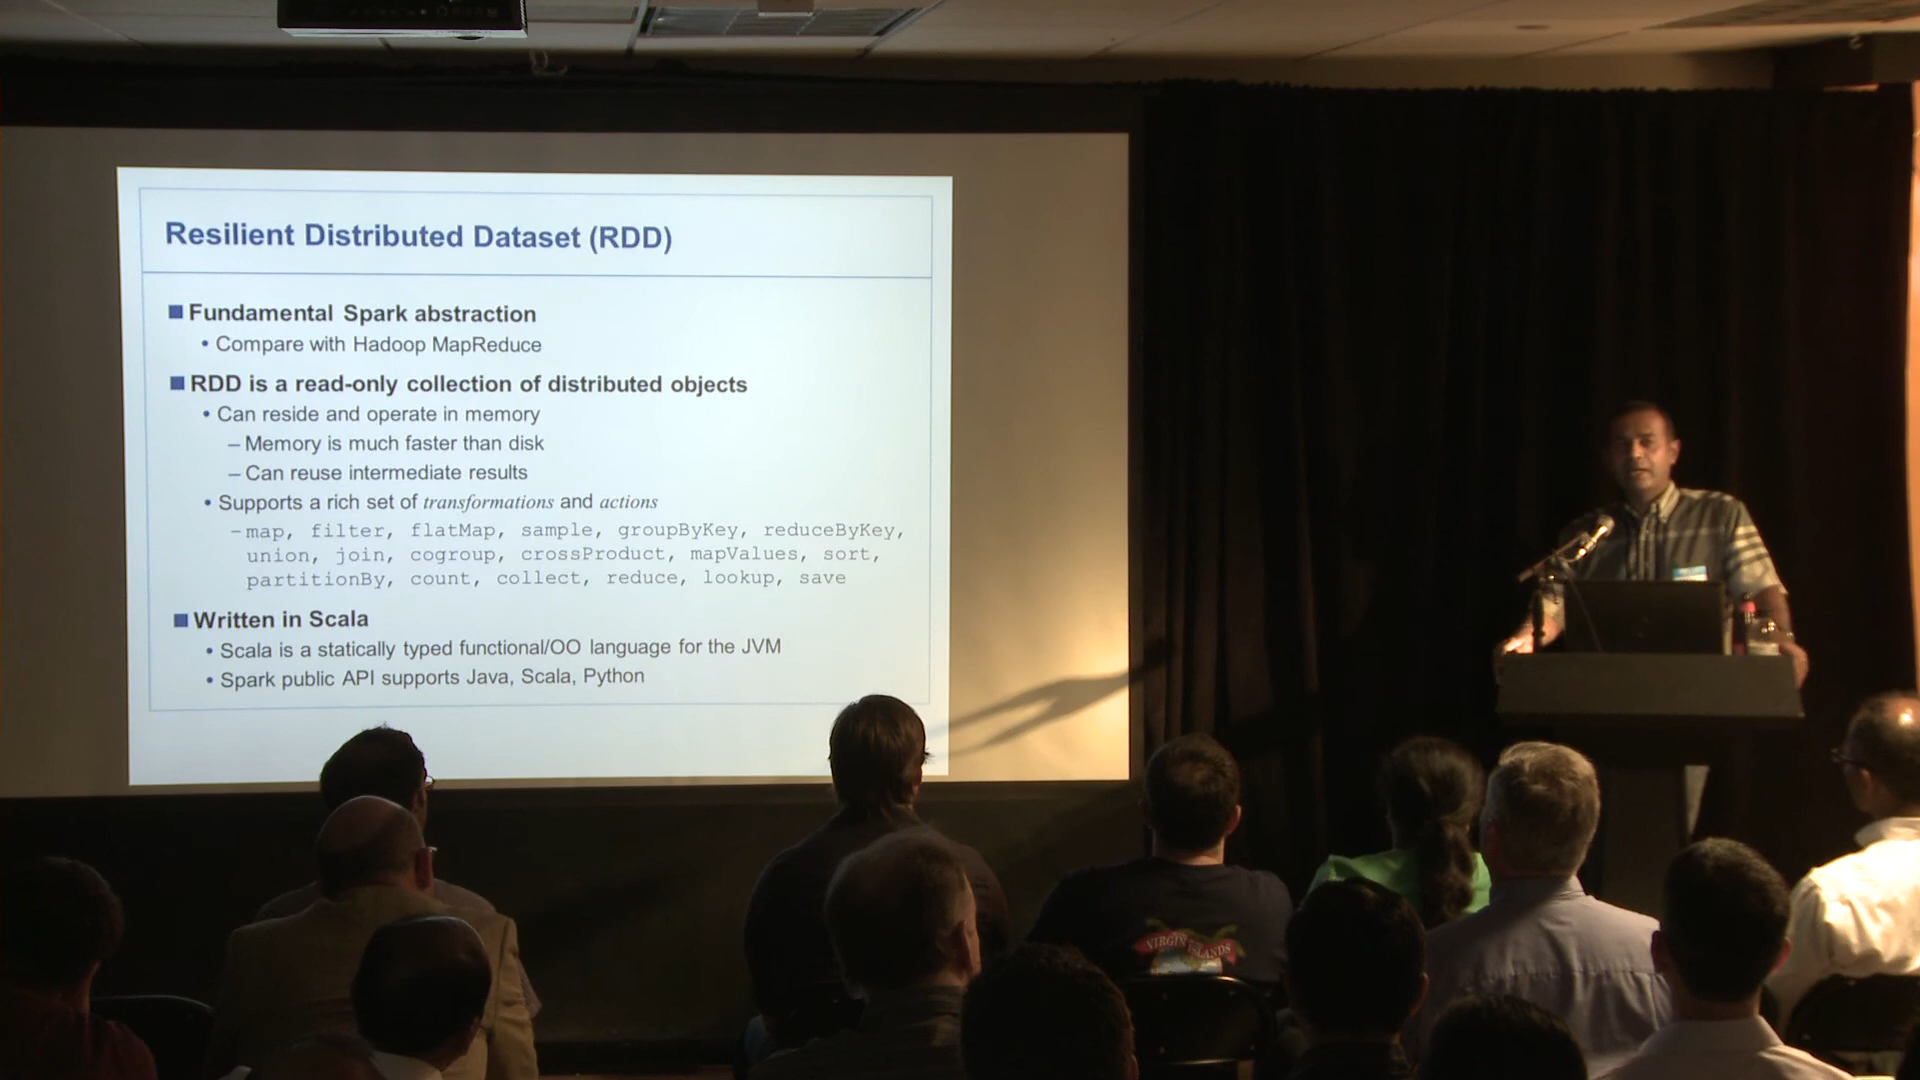 Resilient Distributed Dataset (RDD)
■ Fundamental Spark abstraction
• Compare with Hadoop MapReduce
■ RDD is a read-only collection of distributed objects
• Can reside and operate in memory
– Memory is much faster than disk
– Can reuse intermediate results
• Supports a rich set of transformations and actions
– map, filter, flatMap, sample, groupByKey, reduceByKey,
union, join, cogroup, crossProduct, mapValues, sort,
partitionBy, count, collect, reduce, lookup, save
■ Written in Scala
• Scala is a statically typed functional/OO language for the JVM
• Spark public API supports Java, Scala, Python
VIRGIN ISLANDS